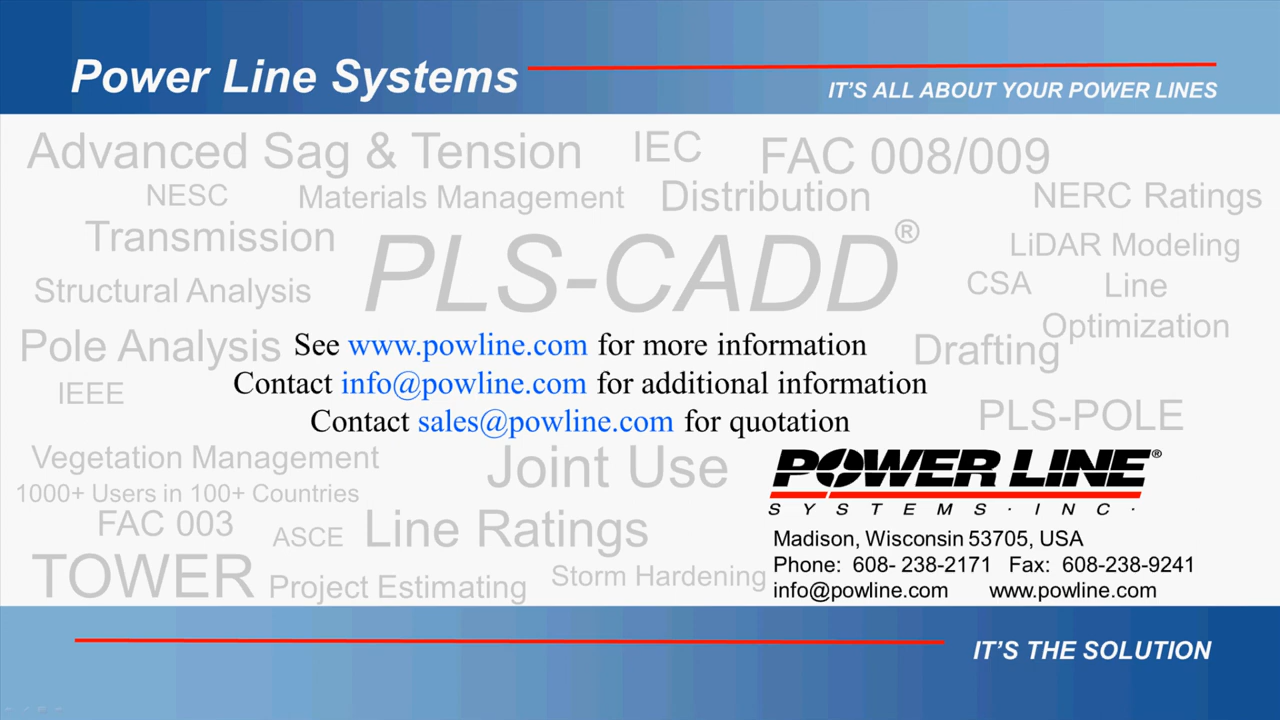 Power Line Systems
IT'S ALL ABOUT YOUR POWER LINES
Advanced Sag & Tension
IEC
FAC 008/009
NESC
Materials Management
Distribution
NERC Ratings
Transmission
PLS-CADD®
LiDAR Modeling
Structural Analysis
CSA
Line
Optimization
Pole Analysis
See www.powline.com for more information
Drafting
IEEE
Contact info@powline.com for additional information
Contact sales@powline.com for quotation
PLS-POLE
Vegetation Management
Joint Use
POWER LINE®
SYSTEMS·INC·
1000+ Users in 100+ Countries
FAC 003
ASCE
Line Ratings
Madison, Wisconsin 53705, USA
Phone: 608- 238-2171 Fax: 608-238-9241
TOWER
Project Estimating
Storm Hardening
info@powline.com www.powline.com
IT'S THE SOLUTION